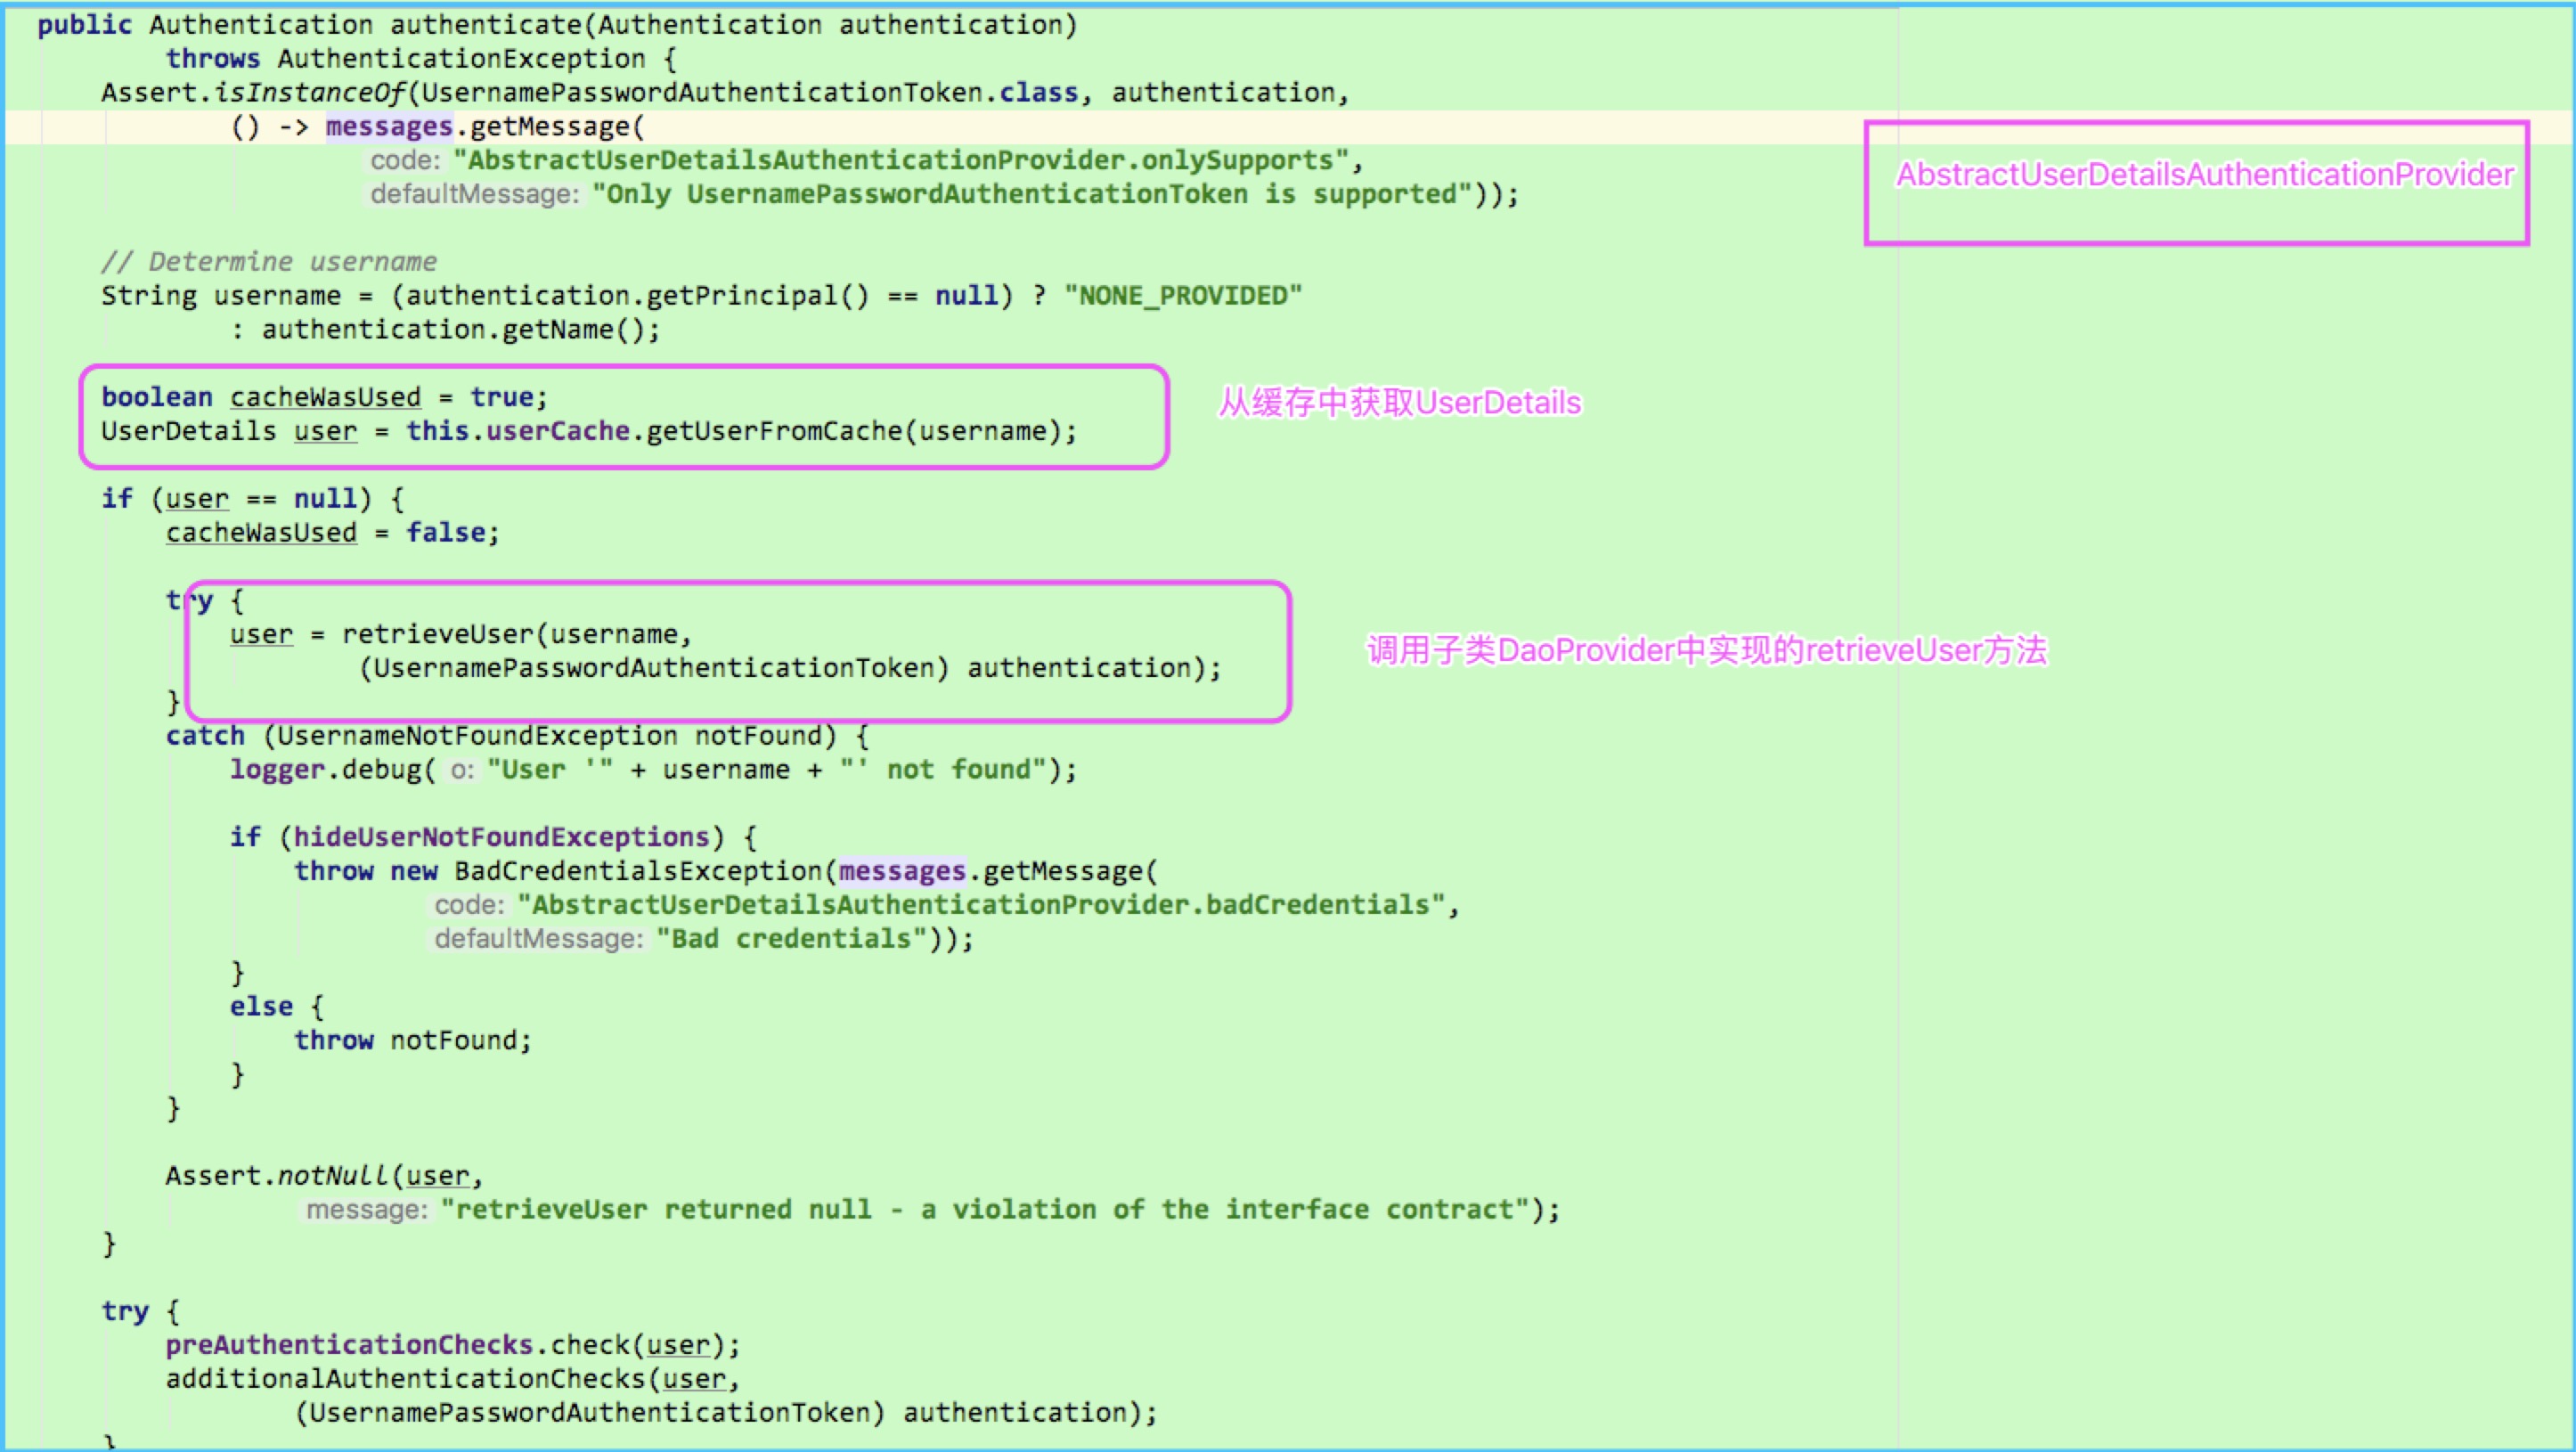 public Authentication authenticate(Authentication authentication)
throws AuthenticationException {
Assert.isInstanceOf(UsernamePasswordAuthenticationToken.class, authentication,
() -> messages.getMessage(
code: "AbstractUserDetailsAuthenticationProvider.onlySupports",
defaultMessage: "Only UsernamePasswordAuthenticationToken is supported"));
AbstractUserDetailsAuthenticationProvider
// Determine username
String username = (authentication.getPrincipal() == null) ? "NONE_PROVIDED"
: authentication.getName();
boolean cacheWasUsed = true;
UserDetails user = this.userCache.getUserFromCache(username);
从缓存中获取UserDetails
if (user == null) {
cacheWasUsed = false;
try {
user = retrieveUser(username,
(UsernamePasswordAuthenticationToken) authentication);
调用子类DaoProvider中实现的retrieveUser方法
}
catch (UsernameNotFoundException notFound) {
logger.debug( o: "User '" + username + "' not found");
if (hideUserNotFoundExceptions) {
throw new BadCredentialsException(messages.getMessage(
code: "AbstractUserDetailsAuthenticationProvider.badCredentials",
defaultMessage: "Bad credentials"));
}
else {
throw notFound;
}
}
Assert.notNull(user,
message: "retrieveUser returned null - a violation of the interface contract");
}
try {
preAuthenticationChecks.check(user);
additionalAuthenticationChecks(user,
(UsernamePasswordAuthenticationToken) authentication);
}